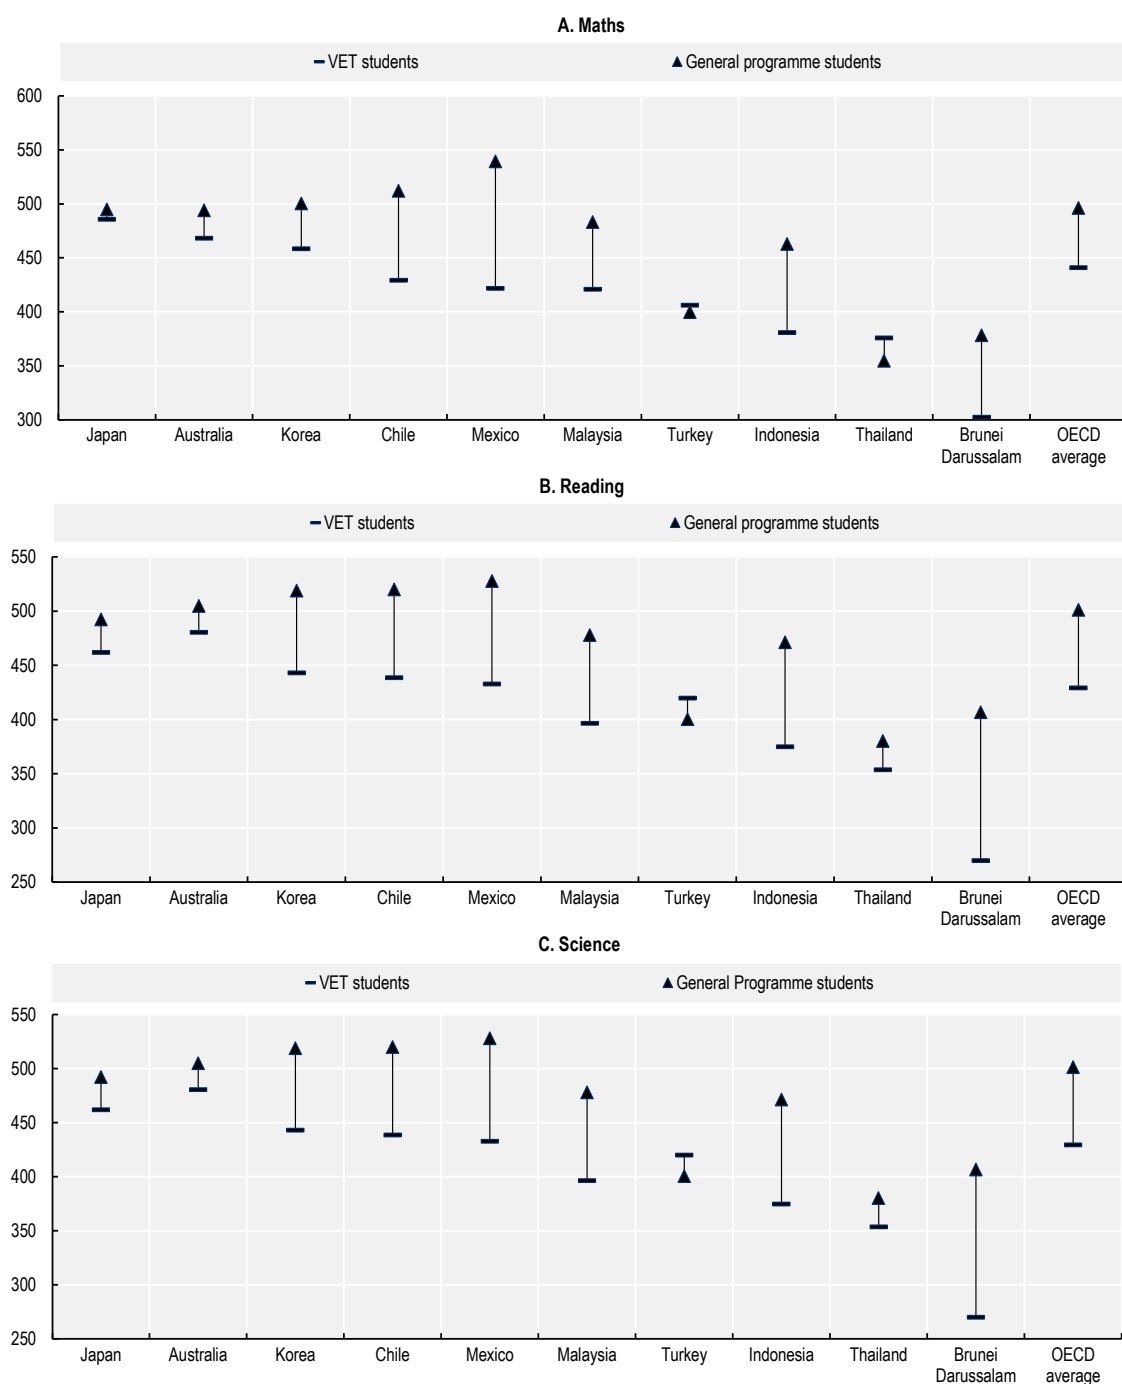 A. Maths
VET students
General programme students
600
550
500
450
400
350
300
Japan
Australia
Korea
Chile
Mexico
Malaysia
Turkey
Indonesia
Thailand
Brunei
Darussalam
OECD
average
B. Reading
VET students
General programme students
550
500
450
400
350
300
250
Japan
Australia
Korea
Chile
Mexico
Malaysia
Turkey
Indonesia
Thailand
Brunei
Darussalam
OECD
average
C. Science
VET students
General Programme students
550
500
450
400
350
300
250
Japan
Australia
Korea
Chile
Mexico
Malaysia
Turkey
Indonesia
Thailand
Brunei
Darussalam
OECD
average